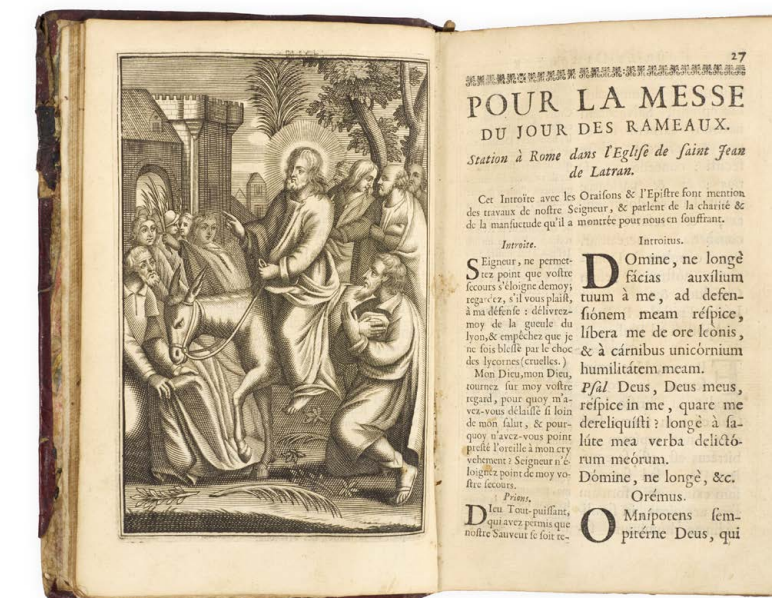 27
POUR LA MESSE
DU JOUR DES RAMEAUX.
Station à Rome dans l'Eglise de saint Jean
de Latran.
Cet Introïte avec les Oraisons & l'Epistre font mention
des travaux de nostre Seigneur, & parlent de la charité &
de la mansuetude qu'il a montrée pour nous en souffrant.
Introïte.
SEigneur, ne permet-
tez point que vostre
secours s'éloigne demoy;
regardez, s'il vous plaist,
à ma défense : délivrez-
moy de la gueule du
lyon, & empêchez que je
ne sois blessé par le choc
des lycornes (cruelles.)
Mon Dieu, mon Dieu,
tournez sur moy vostre
regard, pour quoy m'a-
vez-vous délaissé si loin
de mon salut, & pour-
quoy n'avez-vous point
presté l'oreille à mon cry
vehement ? Seigneur n'é-
loignez point de moy vo-
stre secours.
Prions.
DIeu Tout-puissant,
qui avez permis que
nostre Sauveur se soit re-
Introitus.
DOmine, ne longè
fácias auxílium
tuum à me, ad defen-
siónem meam réspice,
líbera me de ore leónis,
& à cárnibus unicórnium
humilitátem meam.
Psal Deus, Deus meus,
réspice in me, quare me
dereliquísti ? longè à sa-
lúte mea verba delictó-
rum meórum.
Dómine, ne longè, &c.
Orémus.
OMnípotens sem-
pitérne Deus, qui